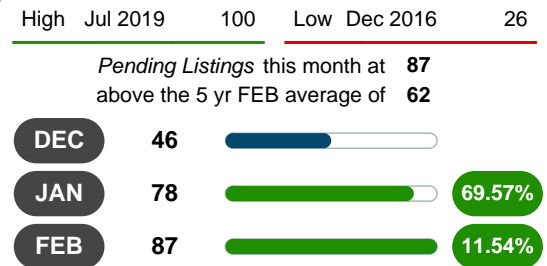 High Jul 2019 100 Low Dec 2016 26
Pending Listings this month at 87
above the 5 yr FEB average of 62
DEC 46
JAN 78 69.57%
FEB 87 11.54%